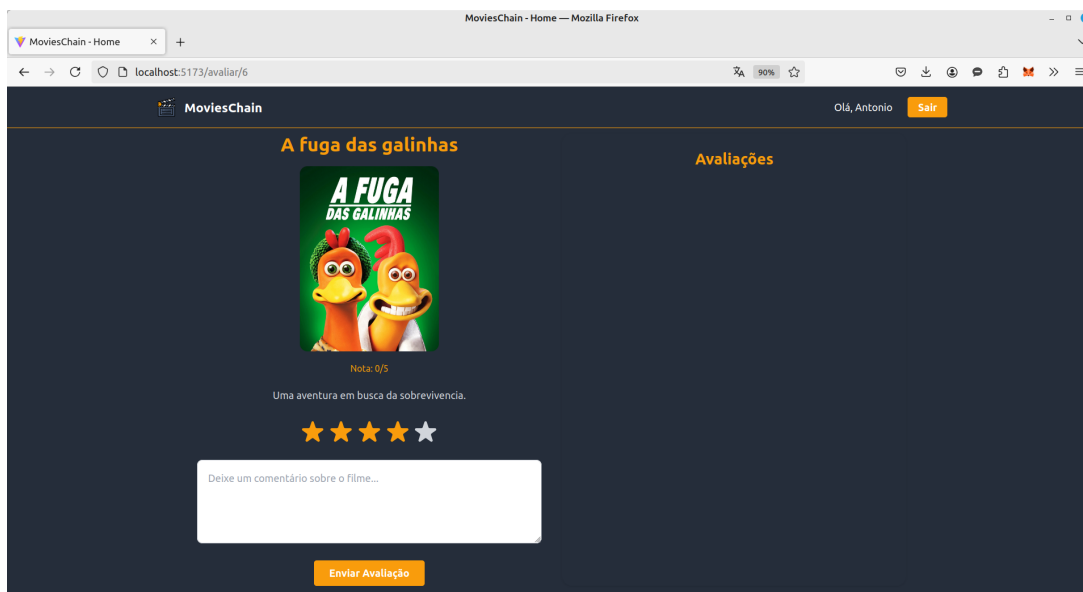 MoviesChain - Home — Mozilla Firefox
MoviesChain - Home
localhost:5173/avaliar/6
90%
MoviesChain
Olá, Antonio
Sair
A fuga das galinhas
A FUGA
DAS GALINHAS
Nota: 0/5
Uma aventura em busca da sobrevivencia.
Deixe um comentário sobre o filme...
Enviar Avaliação
Avaliações